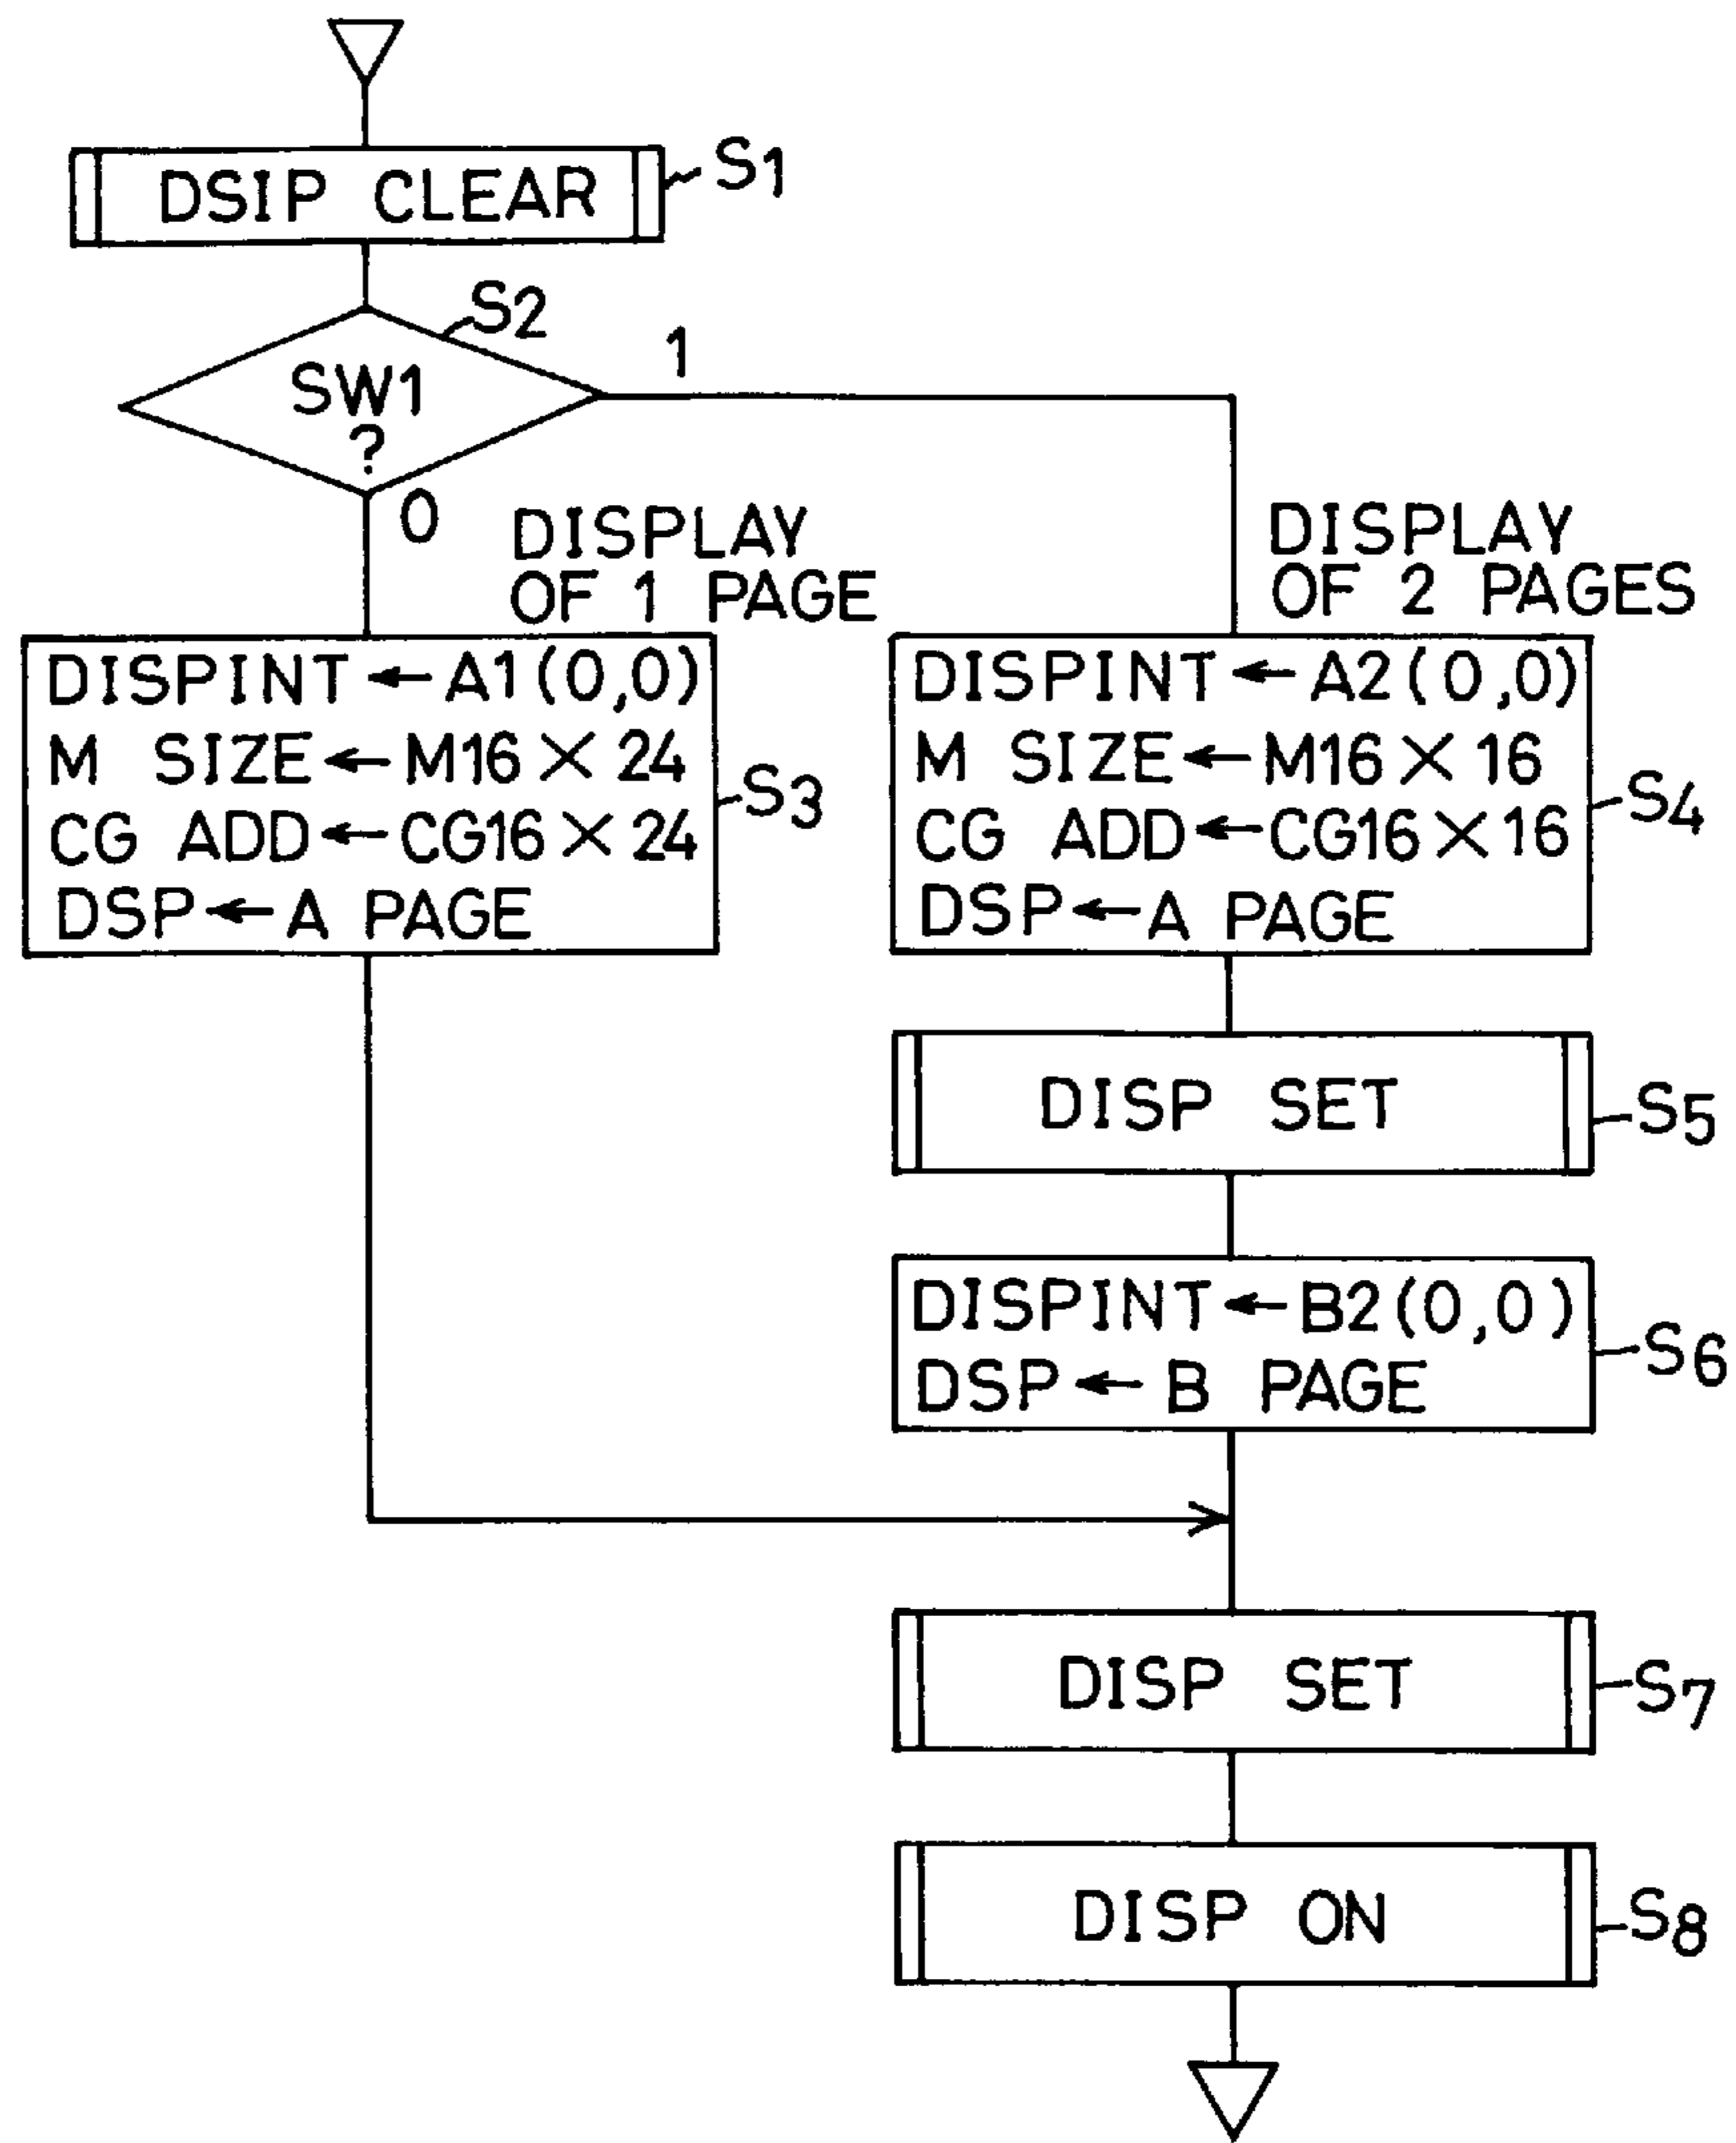 DSIP CLEAR
S1
S2
SW1
?
1
0
DISPLAY
OF 1 PAGE
DISPLAY
OF 2 PAGES
DISPINT←A1(0,0)
M SIZE←M16×24
CG ADD←CG16×24
DSP←A PAGE
S3
DISPINT←A2(0,0)
M SIZE←M16×16
CG ADD←CG16×16
DSP←A PAGE
S4
DISP SET
S5
DISPINT←B2(0,0)
DSP←B PAGE
S6
DISP SET
S7
DISP ON
S8